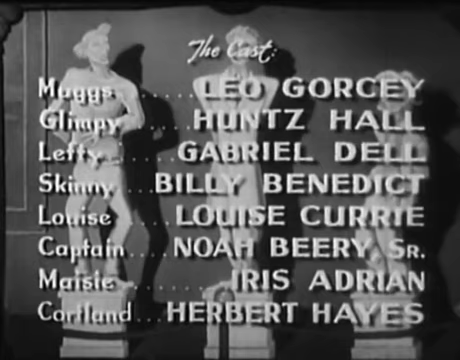 The Cast:
Muggs......LEO GORCEY
Glimpy......HUNTZ HALL
Lefty......GABRIEL DELL
Skinny...BILLY BENEDICT
Louise.....LOUISE CURRIE
Captain....NOAH BEERY, SR.
Maisie.........IRIS ADRIAN
Cortland...HERBERT HAYES